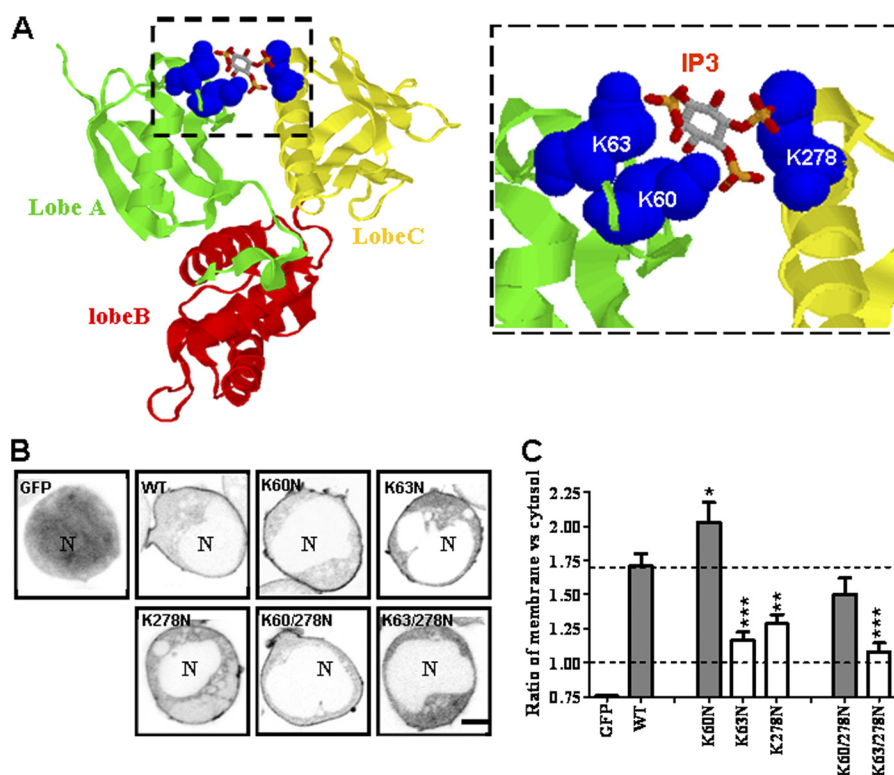 A
Lobe A
LobeC
lobeB
IP3
K63
K60
K278
B
GFP
N
WT
N
K60N
N
K63N
N
K278N
N
K60/278N
N
K63/278N
N
C
Ratio of membrane vs cytosol
2.25
2.00
1.75
1.50
1.25
1.00
0.75
*
***
**
***
GFP
WT
K60N
K63N
K278N
K60/278N
K63/278N